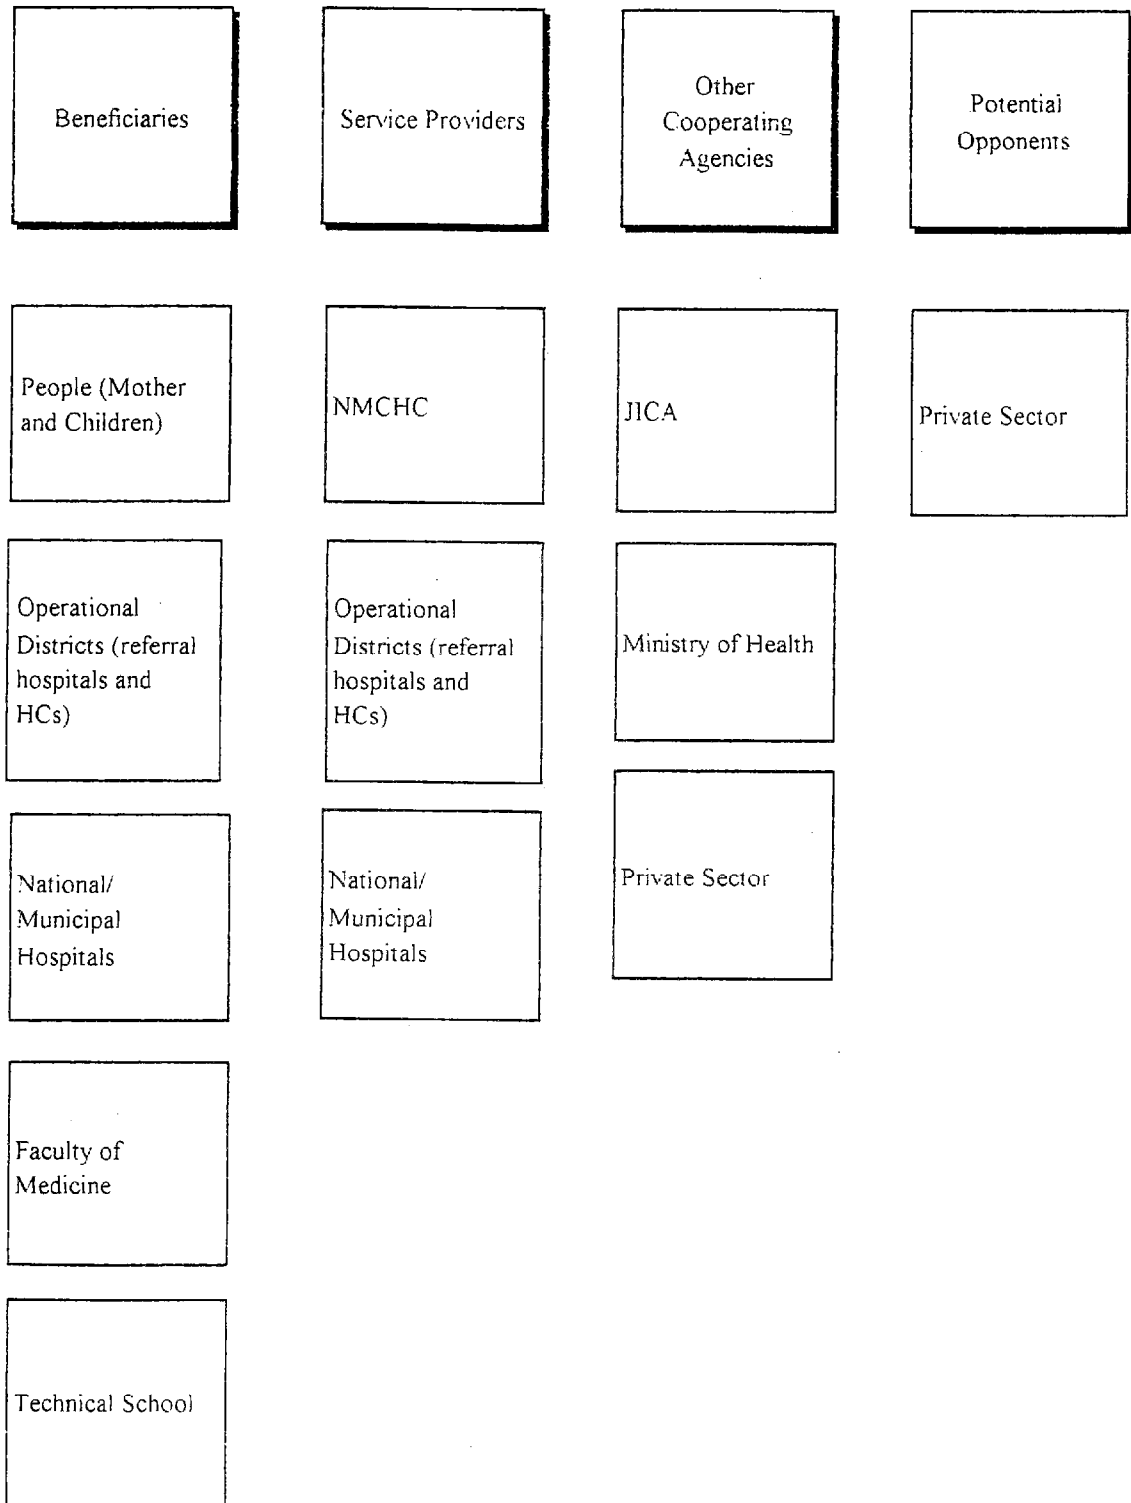 Beneficiaries
Service Providers
Other
Cooperating
Agencies
Potential
Opponents
People (Mother
and Children)
NMCHC
JICA
Private Sector
Operational
Districts (referral
hospitals and
HCs)
Operational
Districts (referral
hospitals and
HCs)
Ministry of Health
National/
Municipal
Hospitals
National/
Municipal
Hospitals
Private Sector
Faculty of
Medicine
Technical School